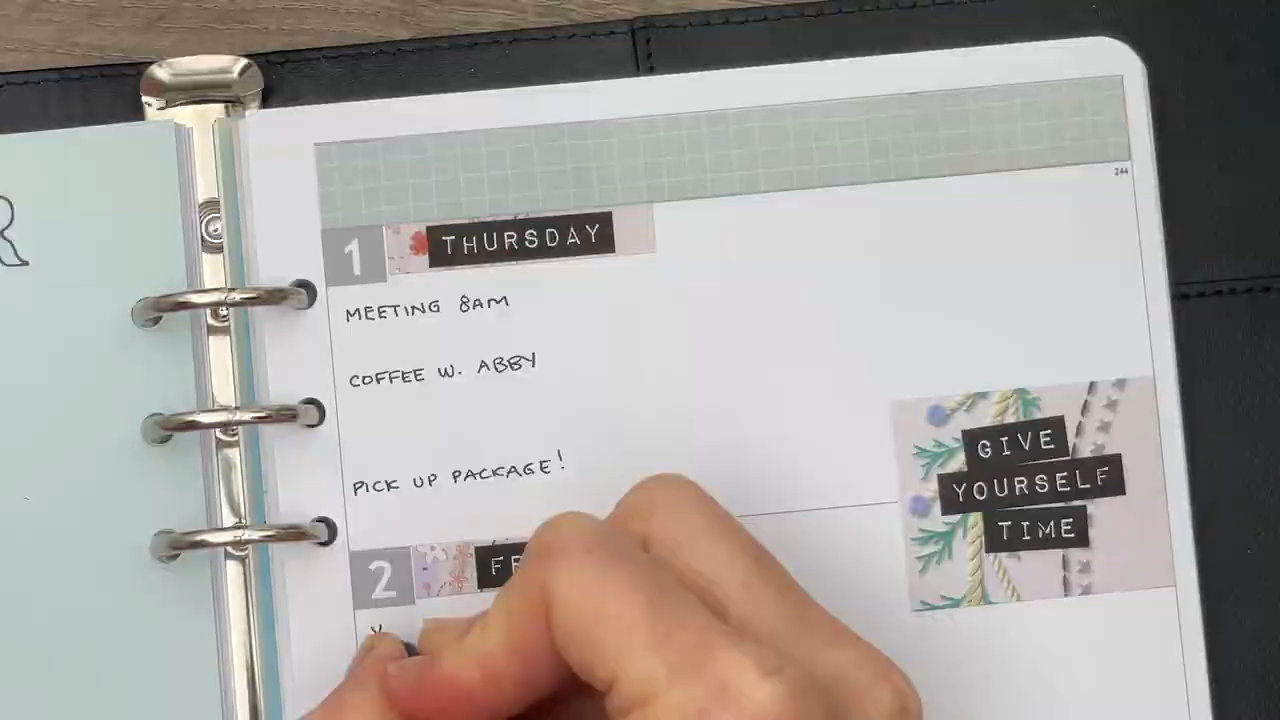 R
244
1 THURSDAY
MEETING 8AM
COFFEE W. ABBY
PICK UP PACKAGE!
GIVE
YOURSELF
TIME
2